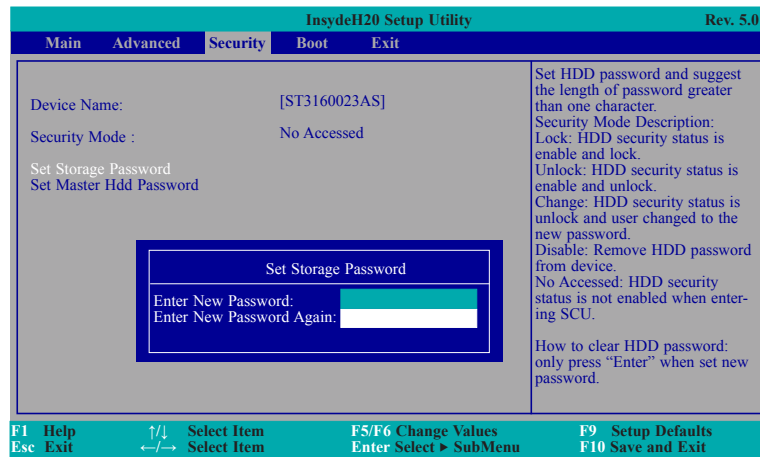 InsydeH20 Setup Utility Rev. 5.0
Main Advanced Security Boot Exit
Device Name: [ST3160023AS]
Security Mode : No Accessed
Set Storage Password
Set Master Hdd Password
Set Storage Password
Enter New Password:
Enter New Password Again:
Set HDD password and suggest
the length of password greater
than one character.
Security Mode Description:
Lock: HDD security status is
enable and lock.
Unlock: HDD security status is
enable and unlock.
Change: HDD security status is
unlock and user changed to the
new password.
Disable: Remove HDD password
from device.
No Accessed: HDD security
status is not enabled when enter-
ing SCU.
How to clear HDD password:
only press “Enter” when set new
password.
F1 Help ↑/↓ Select Item F5/F6 Change Values F9 Setup Defaults
Esc Exit ←/→ Select Item Enter Select ► SubMenu F10 Save and Exit